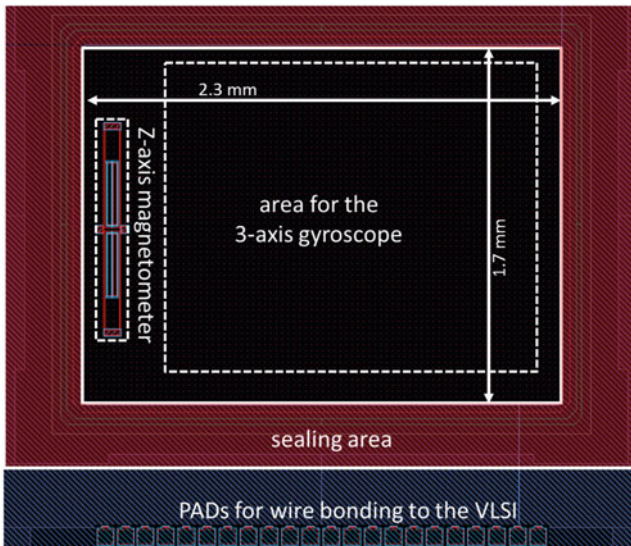 2.3 mm
Z-axis magnetometer
area for the
3-axis gyroscope
1.7 mm
sealing area
PADs for wire bonding to the VLSI